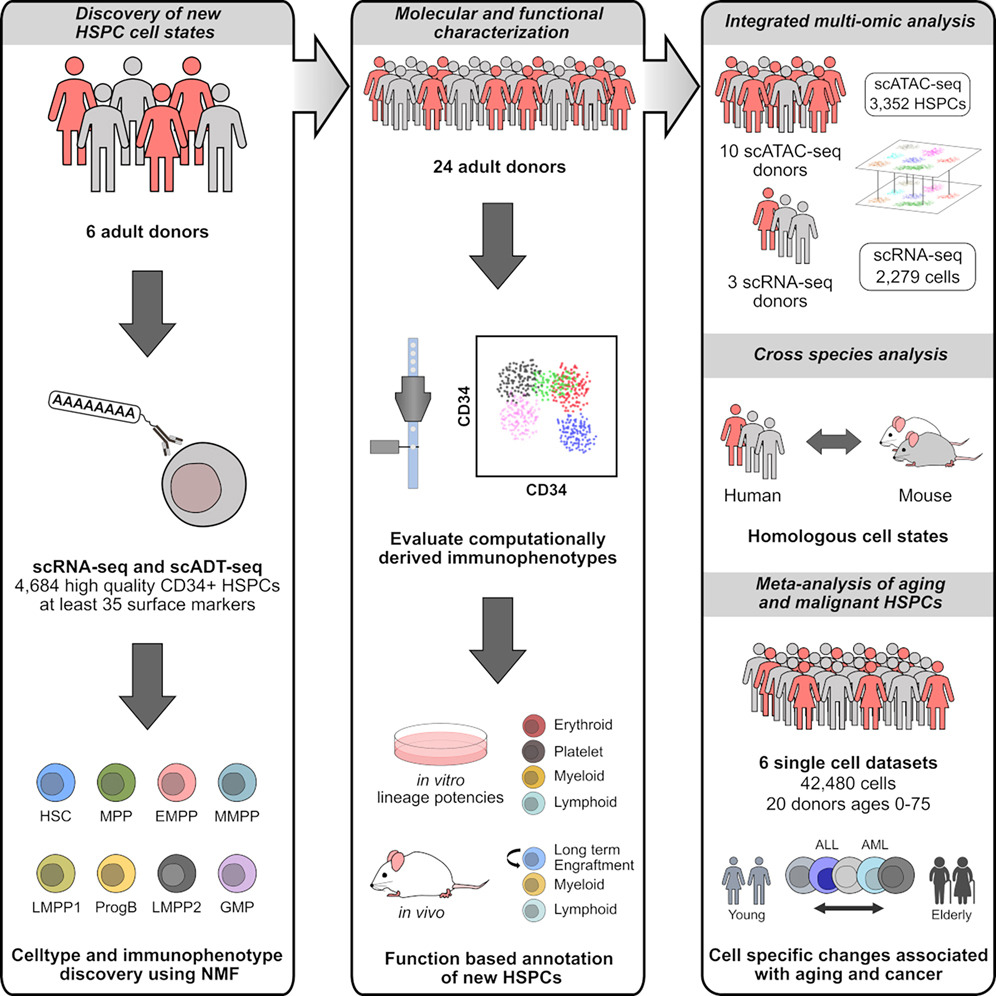 Discovery of new
HSPC cell states
6 adult donors
AAAAAAAA
scRNA-seq and scADT-seq
4,684 high quality CD34+ HSPCs
at least 35 surface markers
HSC
MPP
EMPP
MMPP
LMPP1
ProgB
LMPP2
GMP
Celltype and immunophenotype
discovery using NMF
Molecular and functional
characterization
24 adult donors
CD34
CD34
Evaluate computationally
derived immunophenotypes
in vitro
lineage potencies
Erythroid
Platelet
Myeloid
Lymphoid
in vivo
Long term
Engraftment
Myeloid
Lymphoid
Function based annotation
of new HSPCs
Integrated multi-omic analysis
scATAC-seq
3,352 HSPCs
10 scATAC-seq
donors
3 scRNA-seq
donors
scRNA-seq
2,279 cells
Cross species analysis
Human
Mouse
Homologous cell states
Meta-analysis of aging
and malignant HSPCs
6 single cell datasets
42,480 cells
20 donors ages 0-75
ALL
AML
Young
Elderly
Cell specific changes associated
with aging and cancer